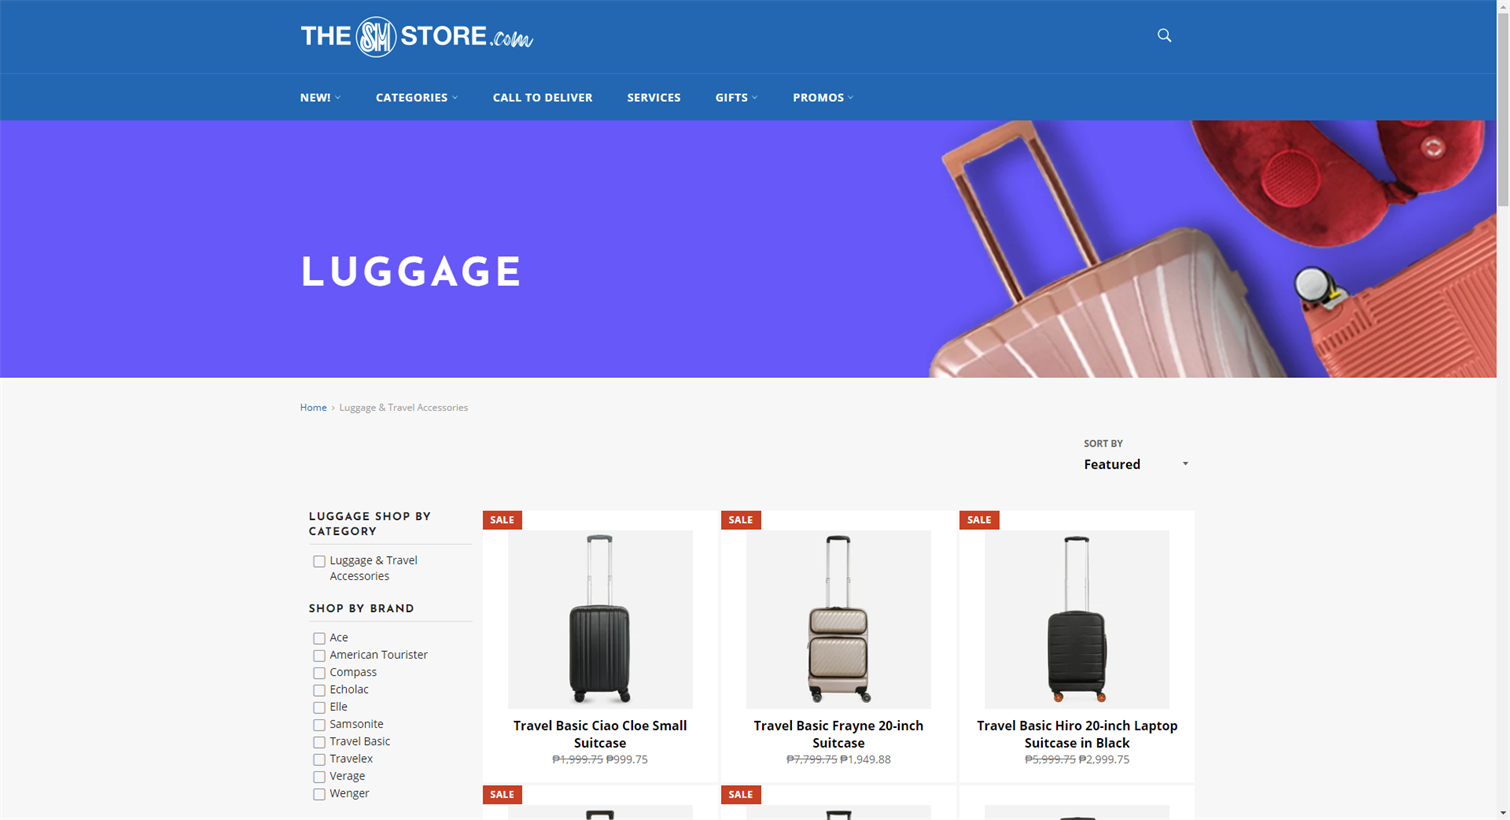 THE SM STORE.com
NEW!
CATEGORIES
CALL TO DELIVER
SERVICES
GIFTS
PROMOS
LUGGAGE
Home › Luggage & Travel Accessories
SORT BY
Featured
LUGGAGE SHOP BY
CATEGORY
Luggage & Travel
Accessories
SHOP BY BRAND
Ace
American Tourister
Compass
Echolac
Elle
Samsonite
Travel Basic
Travelex
Verage
Wenger
SALE
Travel Basic Ciao Cloe Small
Suitcase
₱1,999.75 ₱999.75
SALE
Travel Basic Frayne 20-inch
Suitcase
₱7,799.75 ₱1,949.88
SALE
Travel Basic Hiro 20-inch Laptop
Suitcase in Black
₱5,999.75 ₱2,999.75
SALE
SALE